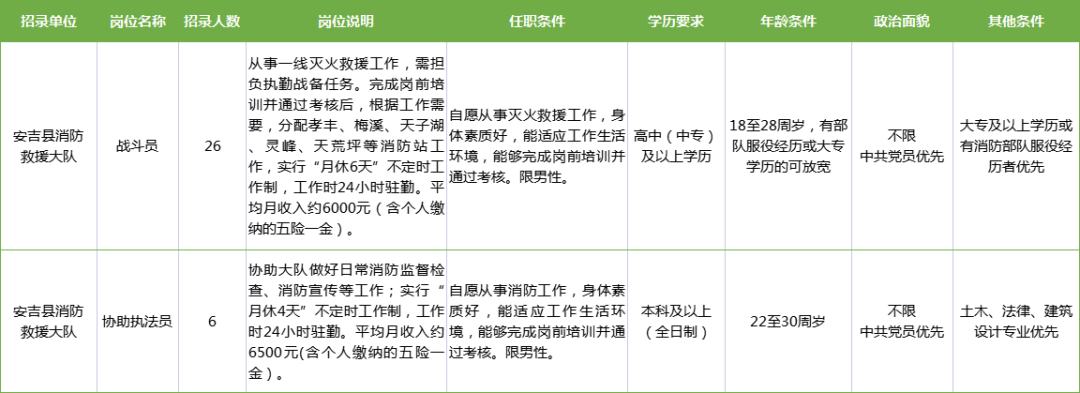 招录单位 岗位名称 招录人数 岗位说明 任职条件 学历要求 年龄条件 政治面貌 其他条件
安吉县消防
救援大队
战斗员
26
从事一线灭火救援工作，需担
负执勤战备任务。完成岗前培
训并通过考核后，根据工作需
要，分配孝丰、梅溪、天子湖
、灵峰、天荒坪等消防站工
作，实行“月休6天”不定时工
作制，工作时24小时驻勤。平
均月收入约6000元（含个人缴
纳的五险一金）。
自愿从事灭火救援工作，身
体素质好，能适应工作生活
环境，能够完成岗前培训并
通过考核。限男性。
高中（中专）
及以上学历
18至28周岁，有部
队服役经历或大专
学历的可放宽
不限
中共党员优先
大专及以上学历或
有消防部队服役经
历者优先
安吉县消防
救援大队
协助执法员
6
协助大队做好日常消防监督检
查、消防宣传等工作；实行“
月休4天”不定时工作制，工作
时24小时驻勤。平均月收入约
6500元(含个人缴纳的五险一
金）。
自愿从事消防工作，身体素
质好，能适应工作生活环
境，能够完成岗前培训并通
过考核。限男性。
本科及以上
（全日制）
22至30周岁
不限
中共党员优先
土木、法律、建筑
设计专业优先